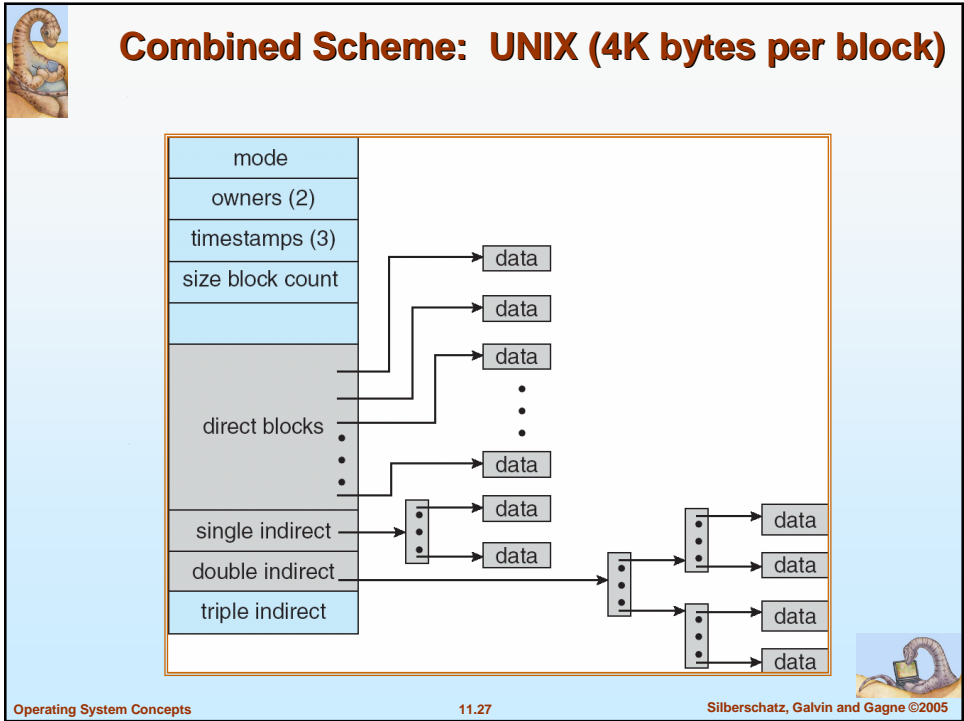 Combined Scheme: UNIX (4K bytes per block)
mode
owners (2)
timestamps (3)
size block count
direct blocks
single indirect
double indirect
triple indirect
data
data
data
data
data
data
data
data
data
data
Operating System Concepts
11.27
Silberschatz, Galvin and Gagne ©2005